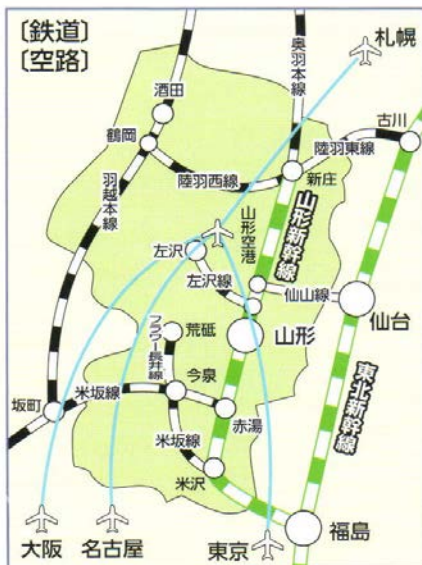 〔鉄道〕
〔空路〕
札幌
奥羽本線
酒田
古川
鶴岡
陸羽東線
陸羽西線
新庄
羽越本線
山形新幹線
山形空港
左沢
左沢線
仙山線
仙台
荒砥
山形
フラワー長井線
今泉
東北新幹線
坂町
米坂線
赤湯
米坂線
米沢
福島
大阪
名古屋
東京